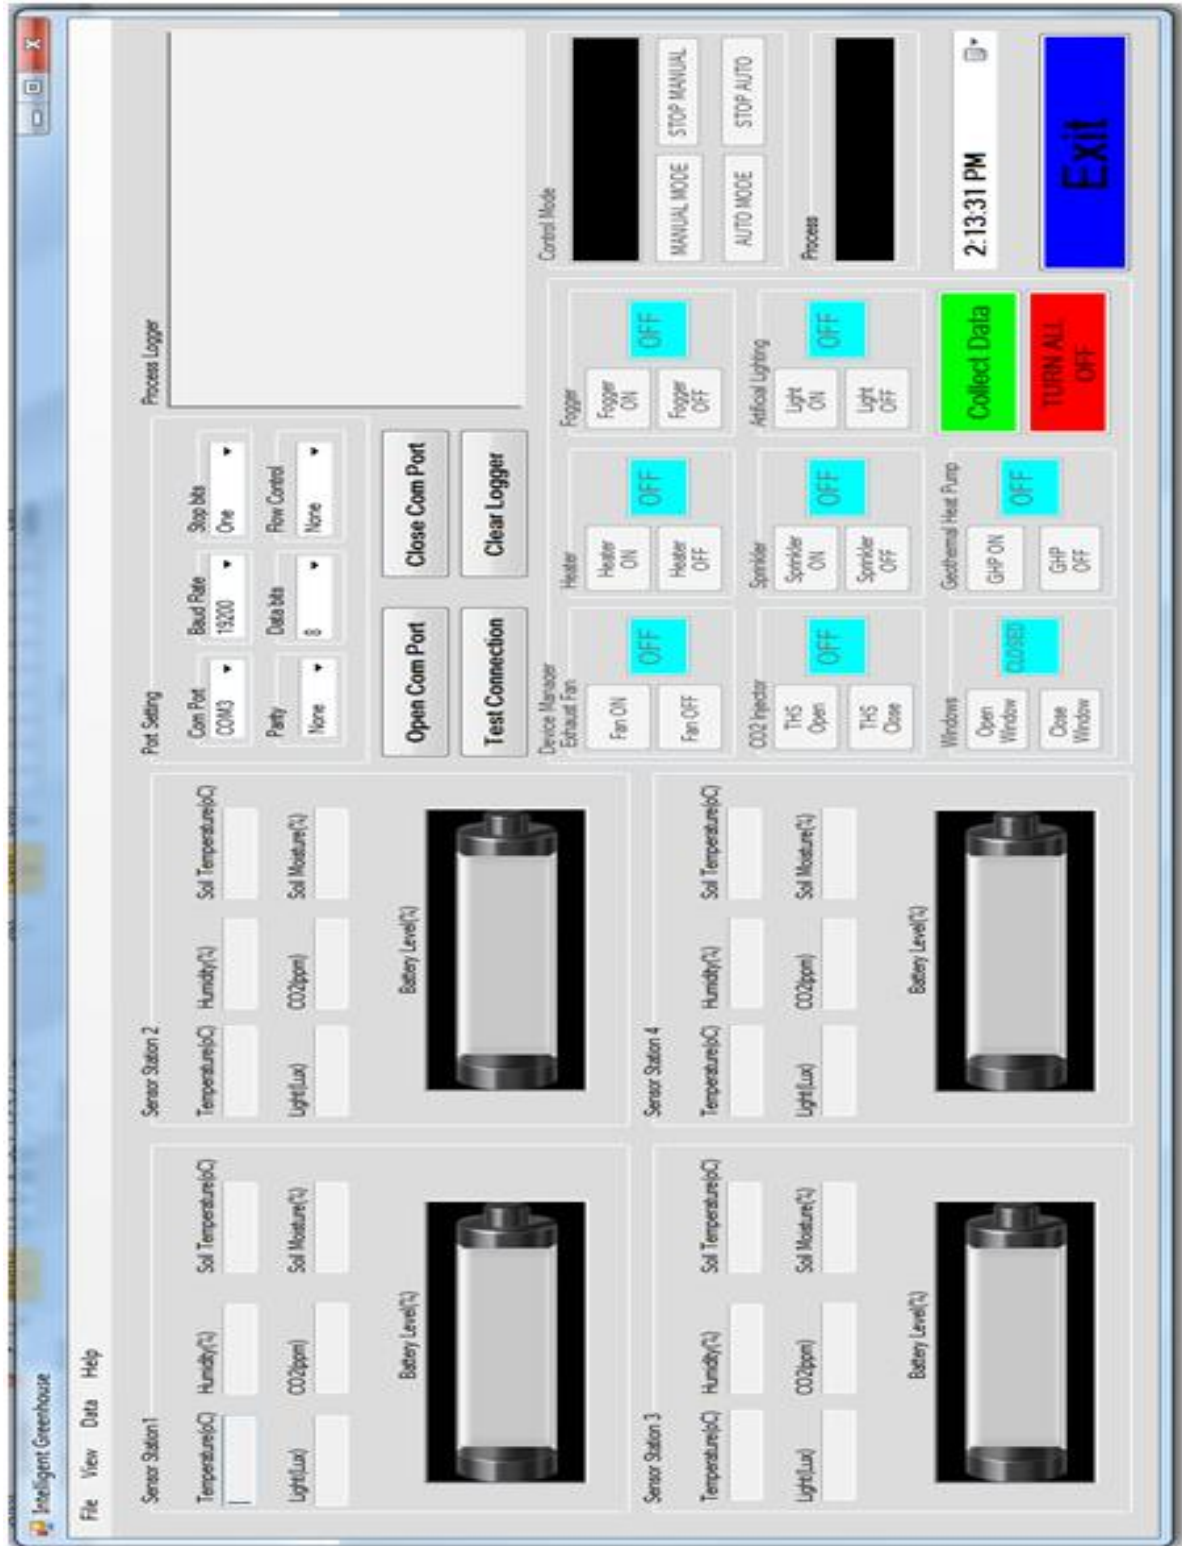 Intelligent Greenhouse
File View Data Help
Sensor Station1
Temperature(oC) Humidity(%) Soil Temperature(oC)
Light(Lux) CO2(ppm) Soil Moisture(%)
Battery Level(%)
Sensor Station 2
Temperature(oC) Humidity(%) Soil Temperature(oC)
Light(Lux) CO2(ppm) Soil Moisture(%)
Battery Level(%)
Sensor Station 3
Temperature(oC) Humidity(%) Soil Temperature(oC)
Light(Lux) CO2(ppm) Soil Moisture(%)
Battery Level(%)
Sensor Station 4
Temperature(oC) Humidity(%) Soil Temperature(oC)
Light(Lux) CO2(ppm) Soil Moisture(%)
Battery Level(%)
Port Setting
Com Port Baud Rate Stop bits
COM3 19200 One
Parity Data bits Flow Control
None 8 None
Open Com Port Close Com Port
Test Connection Clear Logger
Process Logger
Device Manager
Exhaust Fan
Fan ON
Fan OFF
OFF
Heater
Heater
ON
Heater
OFF
OFF
Fogger
Fogger
ON
Fogger
OFF
OFF
CO2 Injector
THS
Open
THS
Close
OFF
Sprinkler
Sprinkler
ON
Sprinkler
OFF
OFF
Artificial Lighting
Light
ON
Light
OFF
OFF
Windows
Open
Window
Close
Window
CLOSED
Geothermal Heat Pump
GHP ON
GHP
OFF
OFF
Collect Data
TURN ALL
OFF
Control Mode
MANUAL MODE STOP MANUAL
AUTO MODE STOP AUTO
Process
2:13:31 PM
Exit